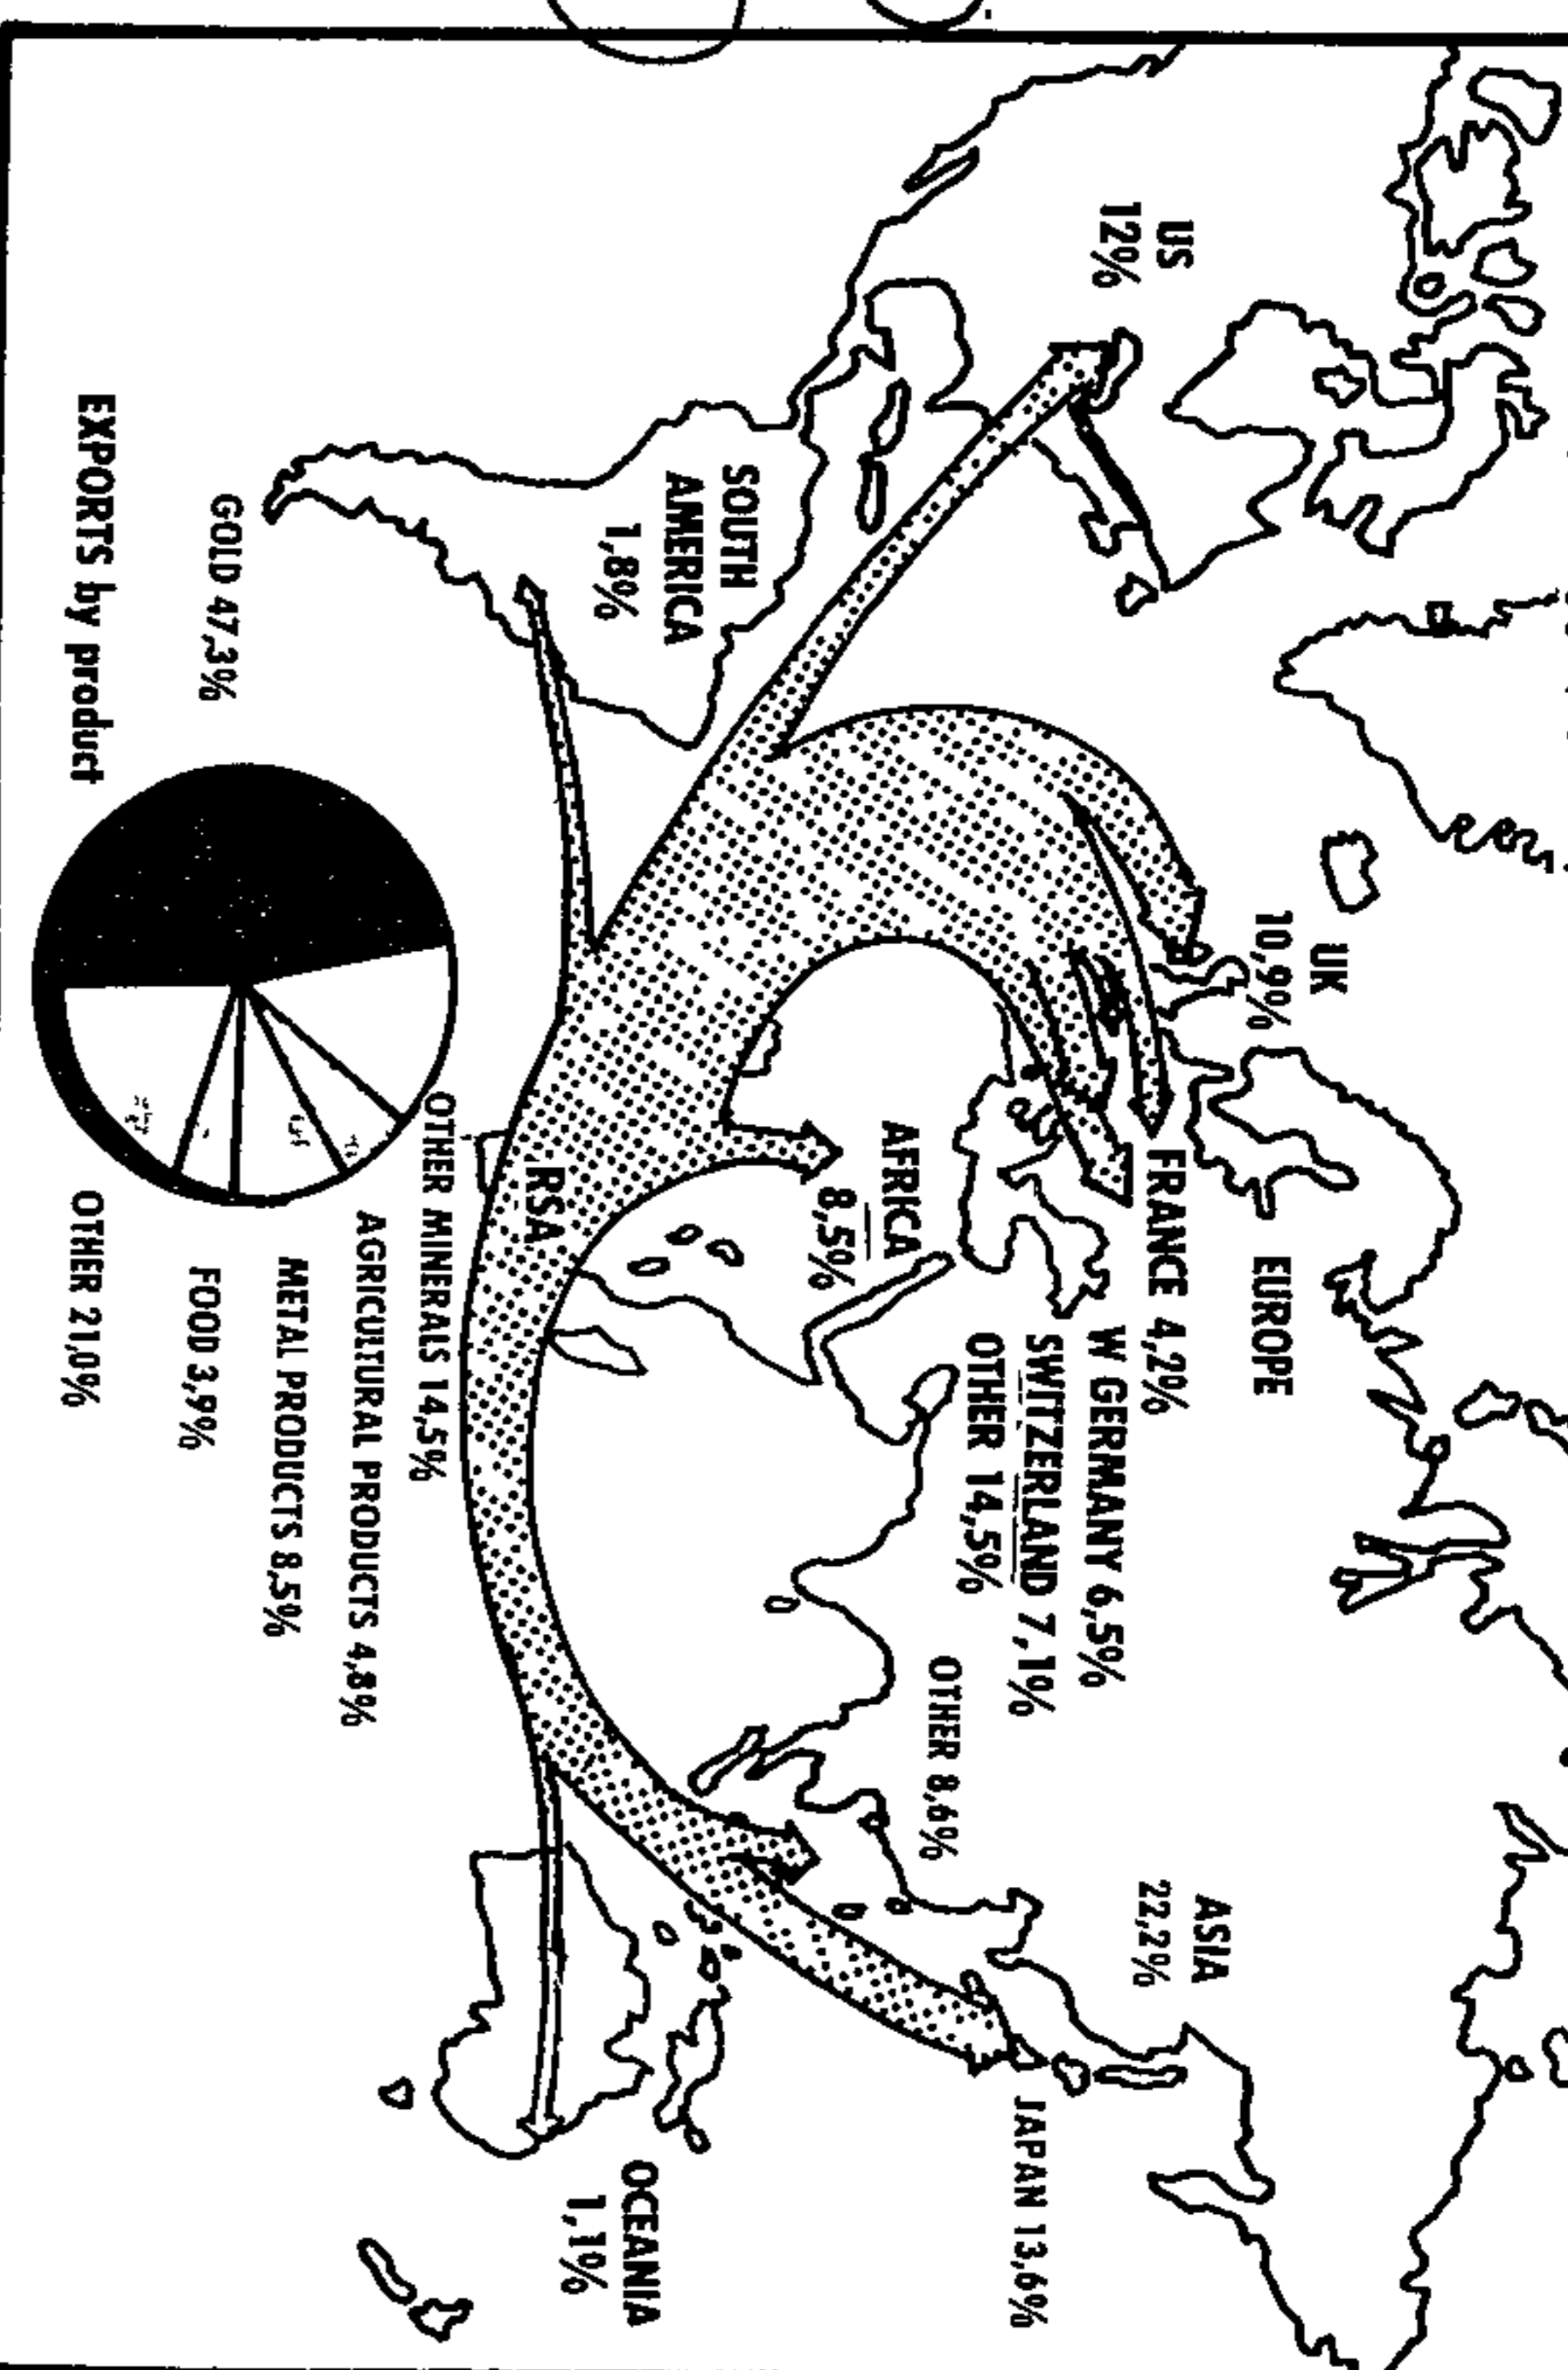 US
12%
UK
10,9%
EUROPE
FRANCE 4,2%
W GERMANY 6,5%
SWITZERLAND 7,1%
OTHER 14,5%
ASIA
22,2%
JAPAN 13,6%
OTHER 8,6%
AFRICA
8,5%
SOUTH
AMERICA
1,8%
RSA
OCEANIA
1,1%
EXPORTS by product
GOLD 47,3%
OTHER MINERALS 14,5%
AGRICULTURAL PRODUCTS 4,8%
METAL PRODUCTS 8,5%
FOOD 3,9%
OTHER 21,0%